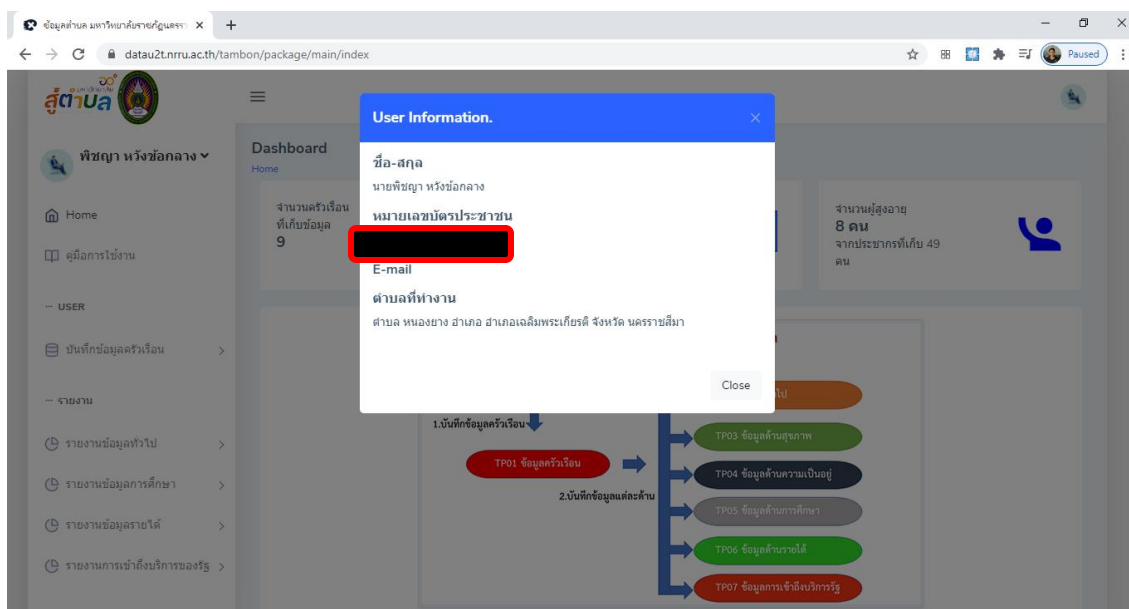 ข้อมูลตำบล มหาวิทยาลัยราชภัฏนครรา
datau2t.nrru.ac.th/tambon/package/main/index
Paused
มหาวิทยาลัย
สู่ตำบล
พิชญา หวังข้อกลาง
Home
คู่มือการใช้งาน
-- USER
บันทึกข้อมูลครัวเรือน
-- รายงาน
รายงานข้อมูลทั่วไป
รายงานข้อมูลการศึกษา
รายงานข้อมูลรายได้
รายงานการเข้าถึงบริการของรัฐ
Dashboard
Home
จำนวนครัวเรือน
ที่เก็บข้อมูล
9
User Information.
ชื่อ-สกุล
นายพิชญา หวังข้อกลาง
หมายเลขบัตรประชาชน
E-mail
ตำบลที่ทำงาน
ตำบล หนองยาง อำเภอ อำเภอเฉลิมพระเกียรติ จังหวัด นครราชสีมา
Close
จำนวนผู้สูงอายุ
8 คน
จากประชากรที่เก็บ 49
คน
1.บันทึกข้อมูลครัวเรือน
TP01 ข้อมูลครัวเรือน
2.บันทึกข้อมูลแต่ละด้าน
TP03 ข้อมูลด้านสุขภาพ
TP04 ข้อมูลด้านความเป็นอยู่
TP05 ข้อมูลด้านการศึกษา
TP06 ข้อมูลด้านรายได้
TP07 ข้อมูลการเข้าถึงบริการรัฐ